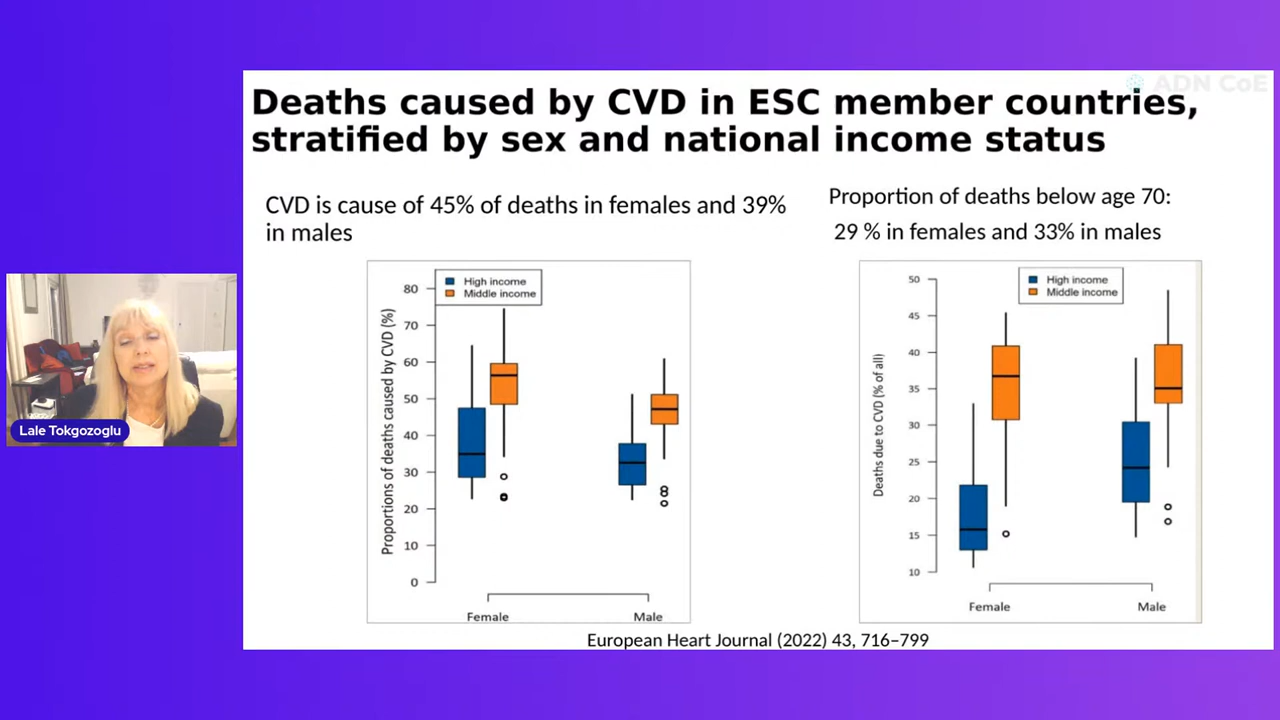 ADN CoE
Deaths caused by CVD in ESC member countries,
stratified by sex and national income status
CVD is cause of 45% of deaths in females and 39%
in males
High income
Middle income
Proportions of deaths caused by CVD (%)
80
70
60
50
40
30
20
10
0
Female
Male
Proportion of deaths below age 70:
29 % in females and 33% in males
High income
Middle income
Deaths due to CVD (% of all)
50
45
40
35
30
25
20
15
10
Female
Male
European Heart Journal (2022) 43, 716–799
Lale Tokgozoglu